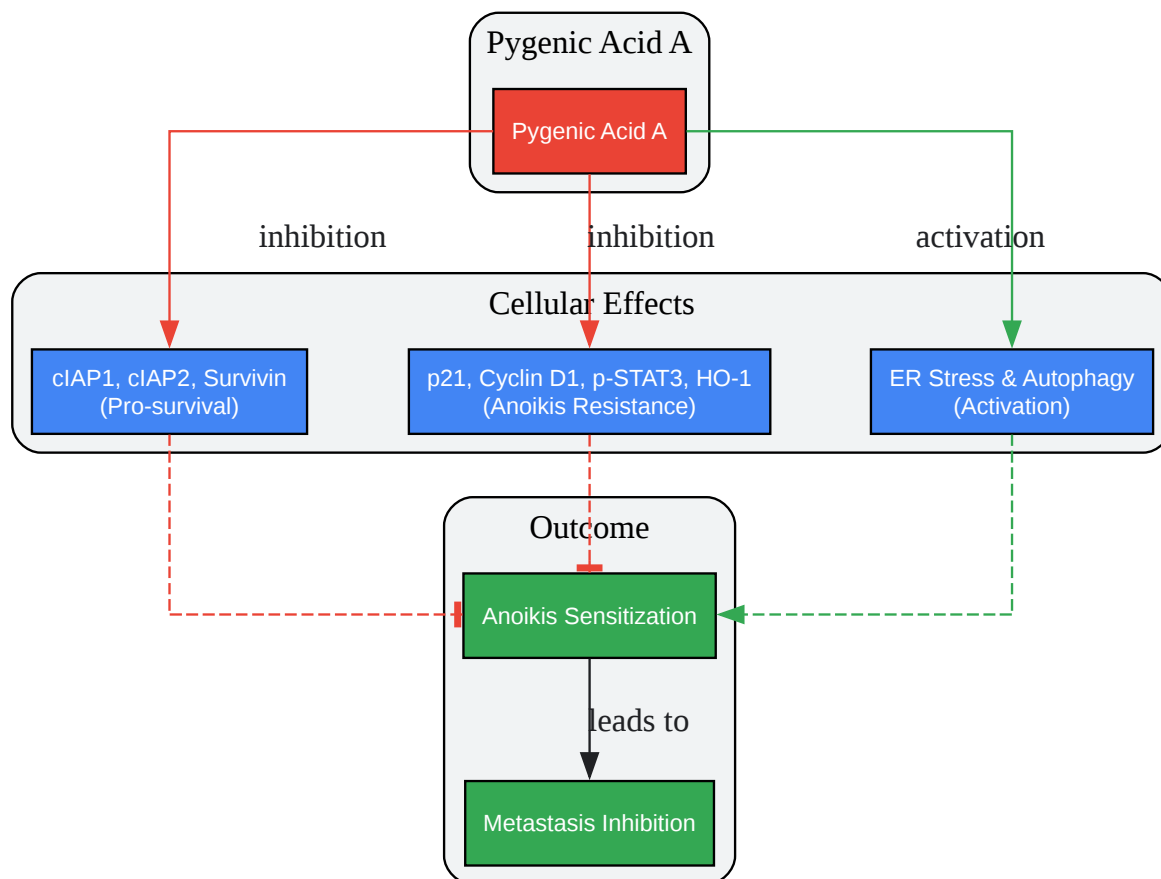 Pygenic Acid A
Pygenic Acid A
inhibition
inhibition
activation
Cellular Effects
cIAP1, cIAP2, Survivin
(Pro-survival)
p21, Cyclin D1, p-STAT3, HO-1
(Anoikis Resistance)
ER Stress & Autophagy
(Activation)
Outcome
Anoikis Sensitization
leads to
Metastasis Inhibition